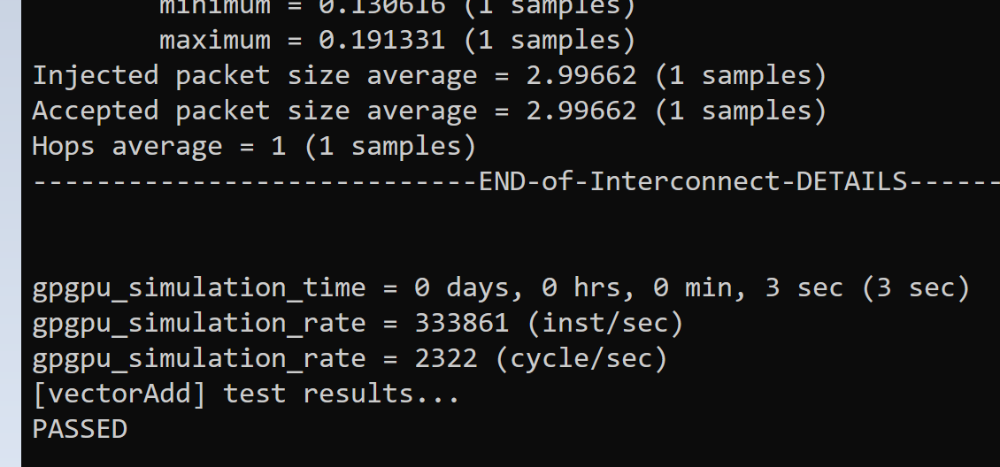 minimum = 0.130616 (1 samples)
maximum = 0.191331 (1 samples)
Injected packet size average = 2.99662 (1 samples)
Accepted packet size average = 2.99662 (1 samples)
Hops average = 1 (1 samples)
----------------------------END-of-Interconnect-DETAILS------
gpgpu_simulation_time = 0 days, 0 hrs, 0 min, 3 sec (3 sec)
gpgpu_simulation_rate = 333861 (inst/sec)
gpgpu_simulation_rate = 2322 (cycle/sec)
[vectorAdd] test results...
PASSED